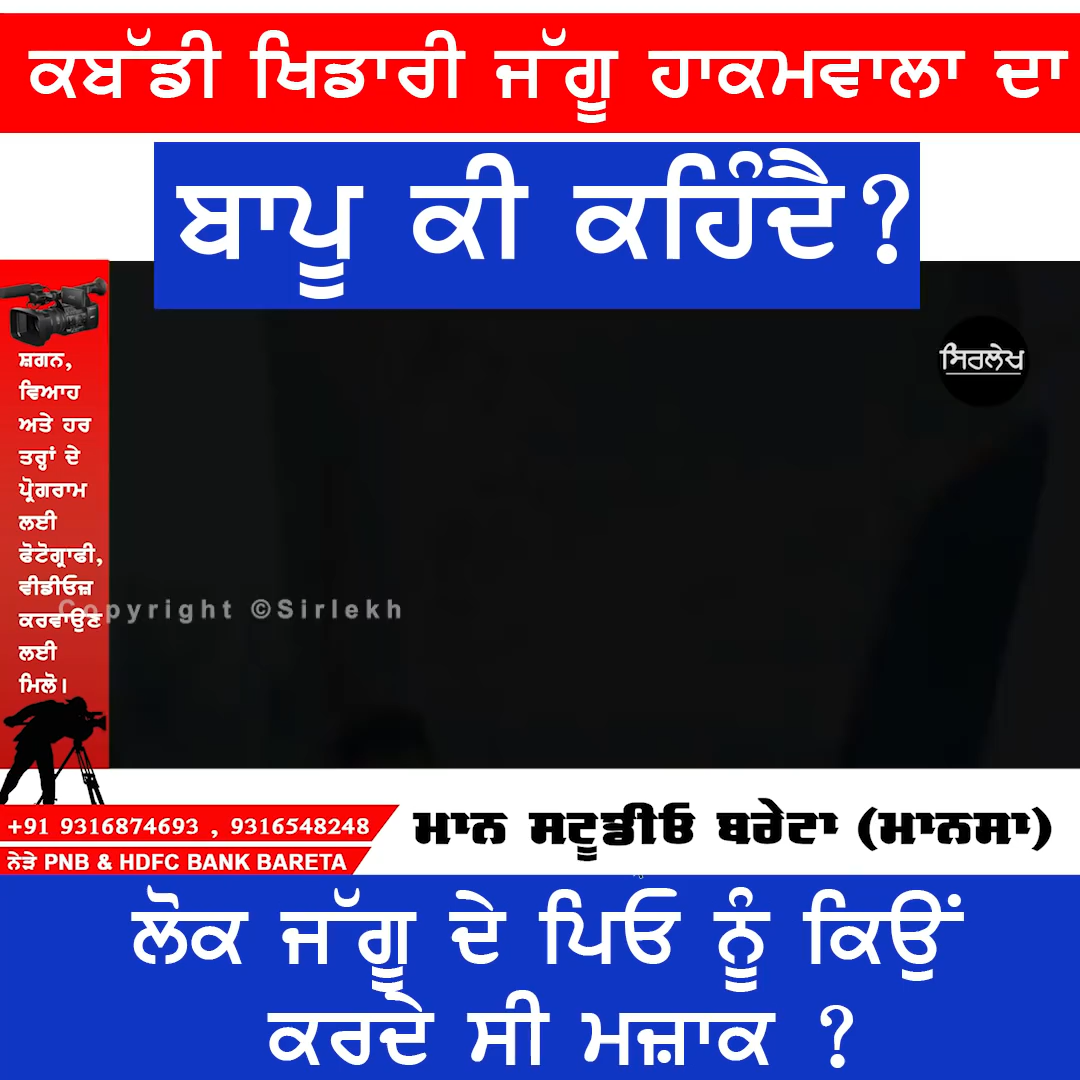 ਕਬੱਡੀ ਖਿਡਾਰੀ ਜੱਗੂ ਹਾਕਮਵਾਲਾ ਦਾ
ਬਾਪੂ ਕੀ ਕਹਿੰਦੈ?
ਸਿਰਲੇਖ
ਸ਼ਗਨ,
ਵਿਆਹ
ਅਤੇ ਹਰ
ਤਰ੍ਹਾਂ ਦੇ
ਪ੍ਰੋਗਰਾਮ
ਲਈ
ਫੋਟੋਗ੍ਰਾਫੀ,
ਵੀਡੀਓਜ਼
ਕਰਵਾਉਣ
ਲਈ
ਮਿਲੋ।
Copyright ©Sirlekh
+91 9316874693 , 9316548248
ਨੇੜੇ PNB & HDFC BANK BARETA
ਮਾਨ ਸਟੂਡੀਓ ਬਰੇਟਾ (ਮਾਨਸਾ)
ਲੋਕ ਜੱਗੂ ਦੇ ਪਿਓ ਨੂੰ ਕਿਉਂ
ਕਰਦੇ ਸੀ ਮਜ਼ਾਕ ?